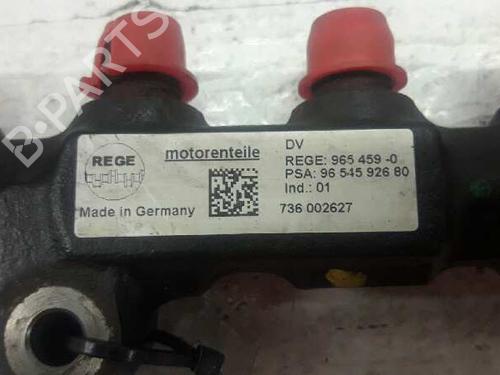 B-PARTS
REGE
motorenteile
Made in Germany
DV
REGE: 965 459 -0
PSA: 96 545 926 80
Ind.: 01
736 002627